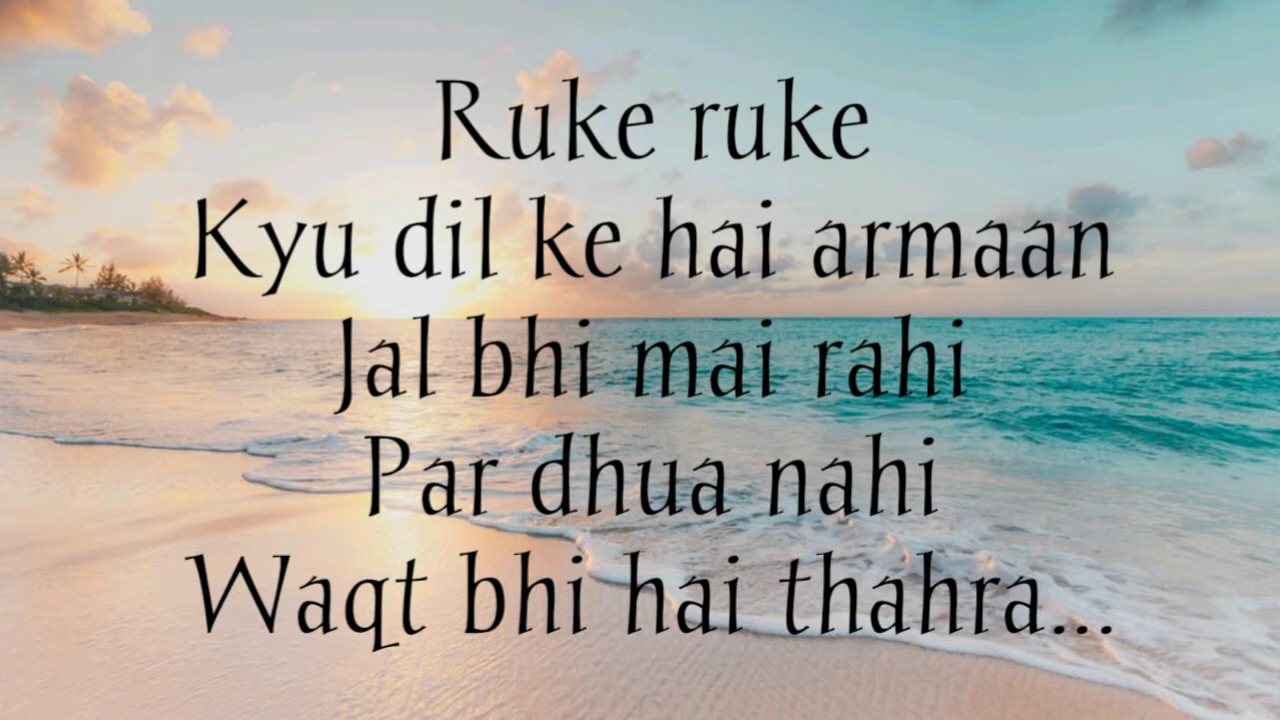 Ruke ruke
Kyu dil ke hai armaan
Jal bhi mai rahi
Par dhua nahi
Waqt bhi hai thahra...